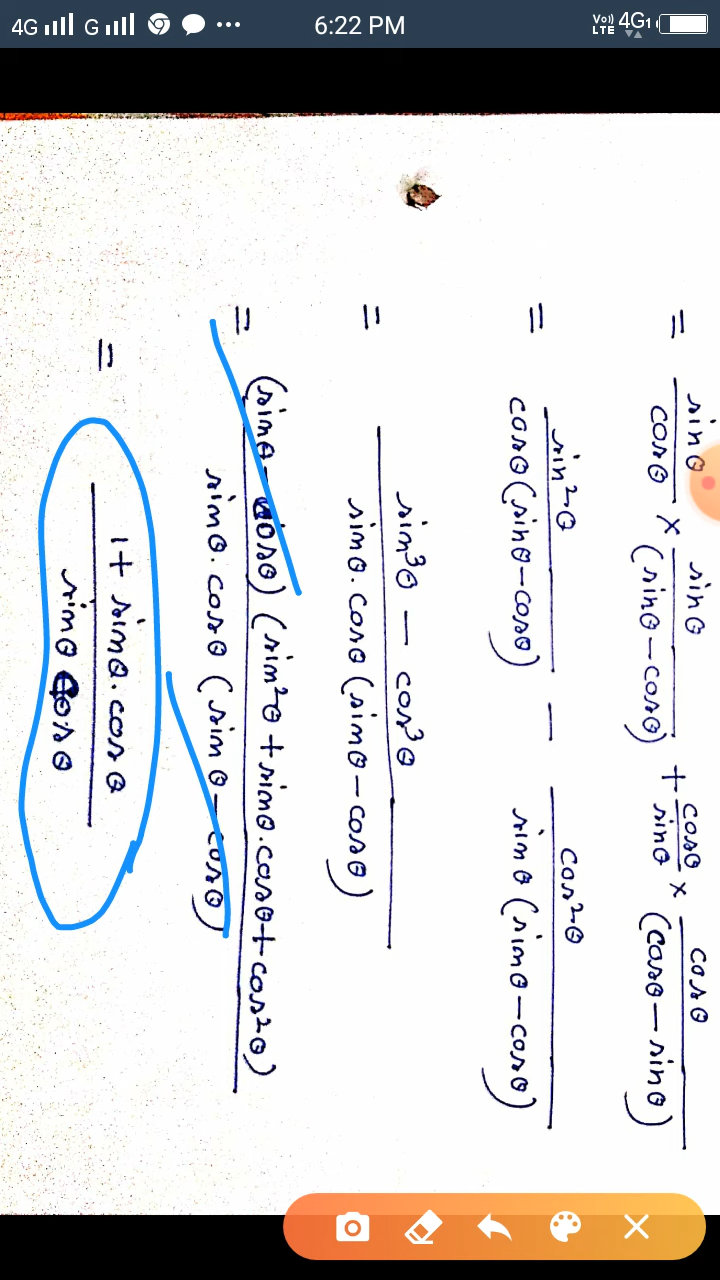 4G G ... 6:22 PM Vo)) LTE 4G1
= sinθ/cosθ × sinθ/(sinθ−cosθ) + cosθ/sinθ × cosθ/(cosθ−sinθ)
= sin²θ/cosθ(sinθ−cosθ) − cos²θ/sinθ(sinθ−cosθ)
= sin³θ − cos³θ/sinθ.cosθ(sinθ−cosθ)
= (sinθ−cosθ)(sin²θ+sinθ.cosθ+cos²θ)/sinθ.cosθ(sinθ−cosθ)
= 1+sinθ.cosθ/sinθ cosθ